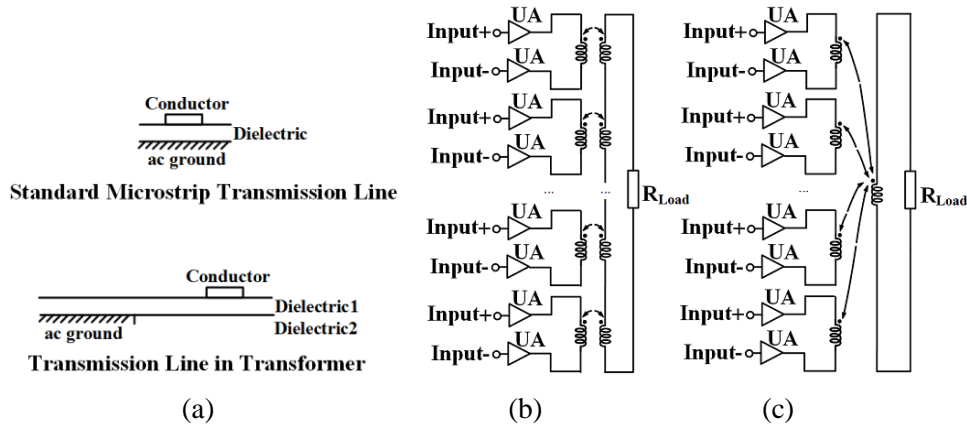 Conductor
Dielectric
ac ground
Standard Microstrip Transmission Line
Conductor
Dielectric1
ac ground
Dielectric2
Transmission Line in Transformer
(a)
UA
Input+
UA
Input-
UA
Input+
UA
Input-
... ...
RLoad
UA
Input+
UA
Input-
UA
Input+
UA
Input-
(b)
UA
Input+
UA
Input-
UA
Input+
UA
Input-
...
RLoad
UA
Input+
UA
Input-
UA
Input+
UA
Input-
(c)